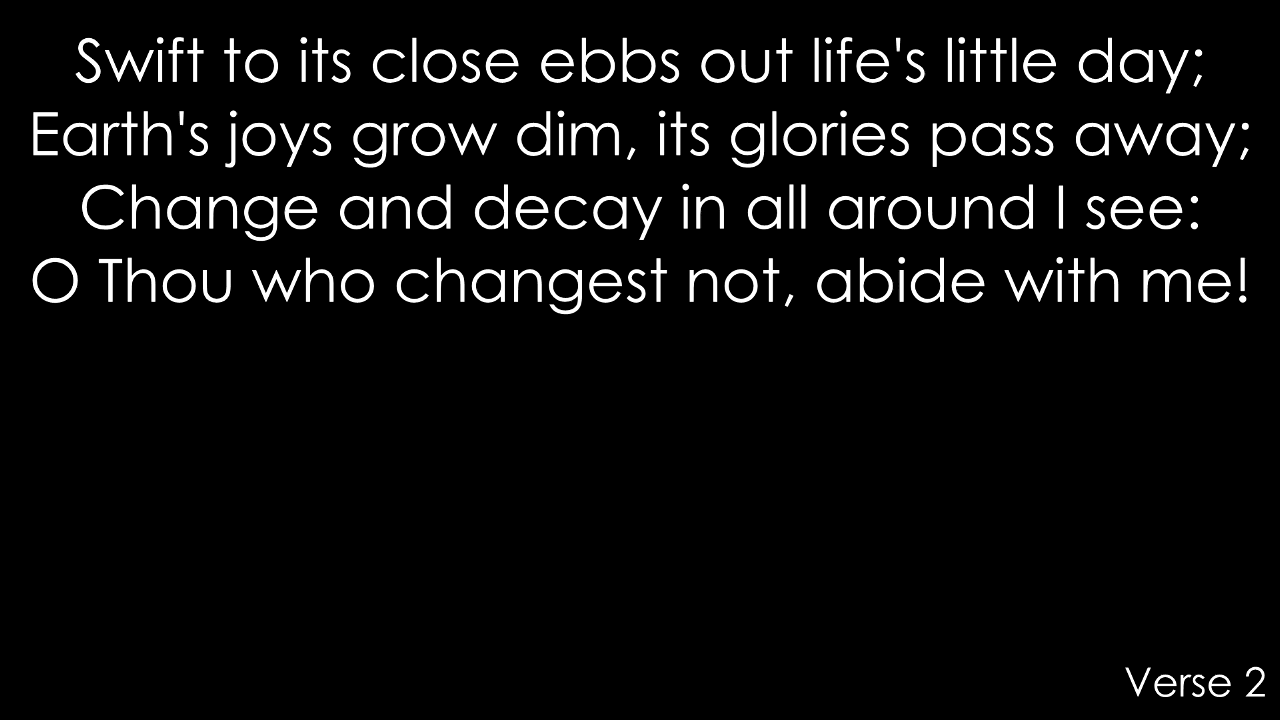 Swift to its close ebbs out life's little day;
Earth's joys grow dim, its glories pass away;
Change and decay in all around I see:
O Thou who changest not, abide with me!
Verse 2